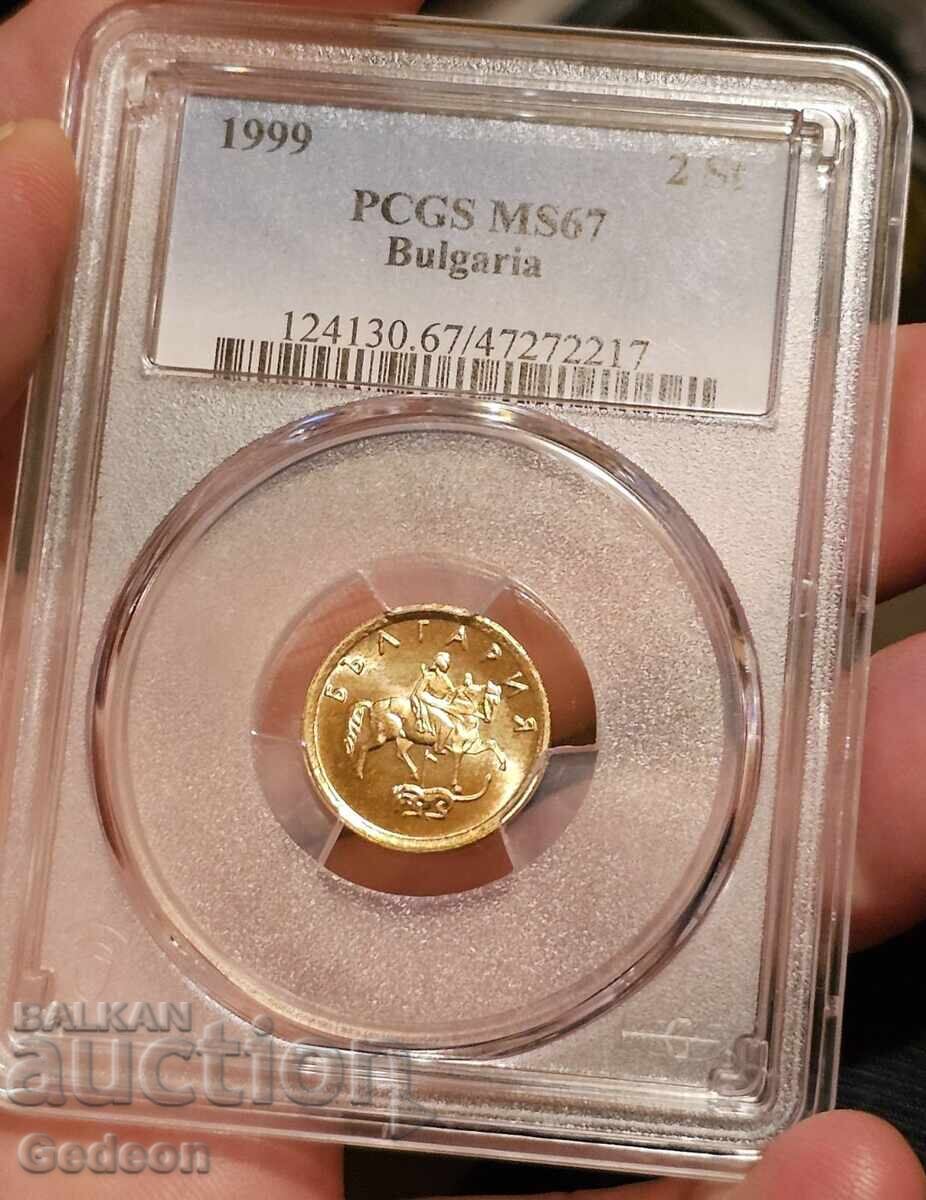 1999
2 St
PCGS MS67
Bulgaria
124130.67/47272217
БЪЛГАРИЯ
BALKAN
auction
Gedeon